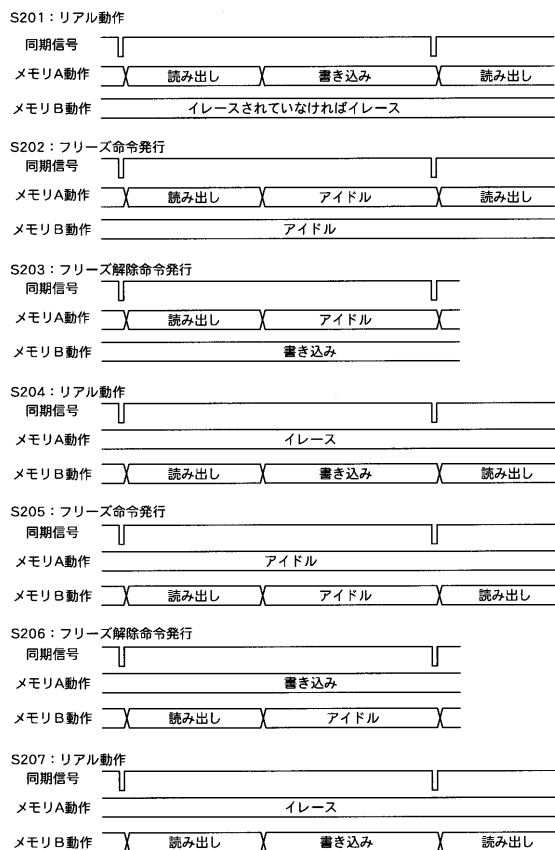 S201：リアル動作
同期信号
メモリA動作 読み出し 書き込み 読み出し
メモリB動作 イレースされていなければイレース
S202：フリーズ命令発行
同期信号
メモリA動作 読み出し アイドル 読み出し
メモリB動作 アイドル
S203：フリーズ解除命令発行
同期信号
メモリA動作 読み出し アイドル
メモリB動作 書き込み
S204：リアル動作
同期信号
メモリA動作 イレース
メモリB動作 読み出し 書き込み 読み出し
S205：フリーズ命令発行
同期信号
メモリA動作 アイドル
メモリB動作 読み出し アイドル 読み出し
S206：フリーズ解除命令発行
同期信号
メモリA動作 書き込み
メモリB動作 読み出し アイドル
S207：リアル動作
同期信号
メモリA動作 イレース
メモリB動作 読み出し 書き込み 読み出し